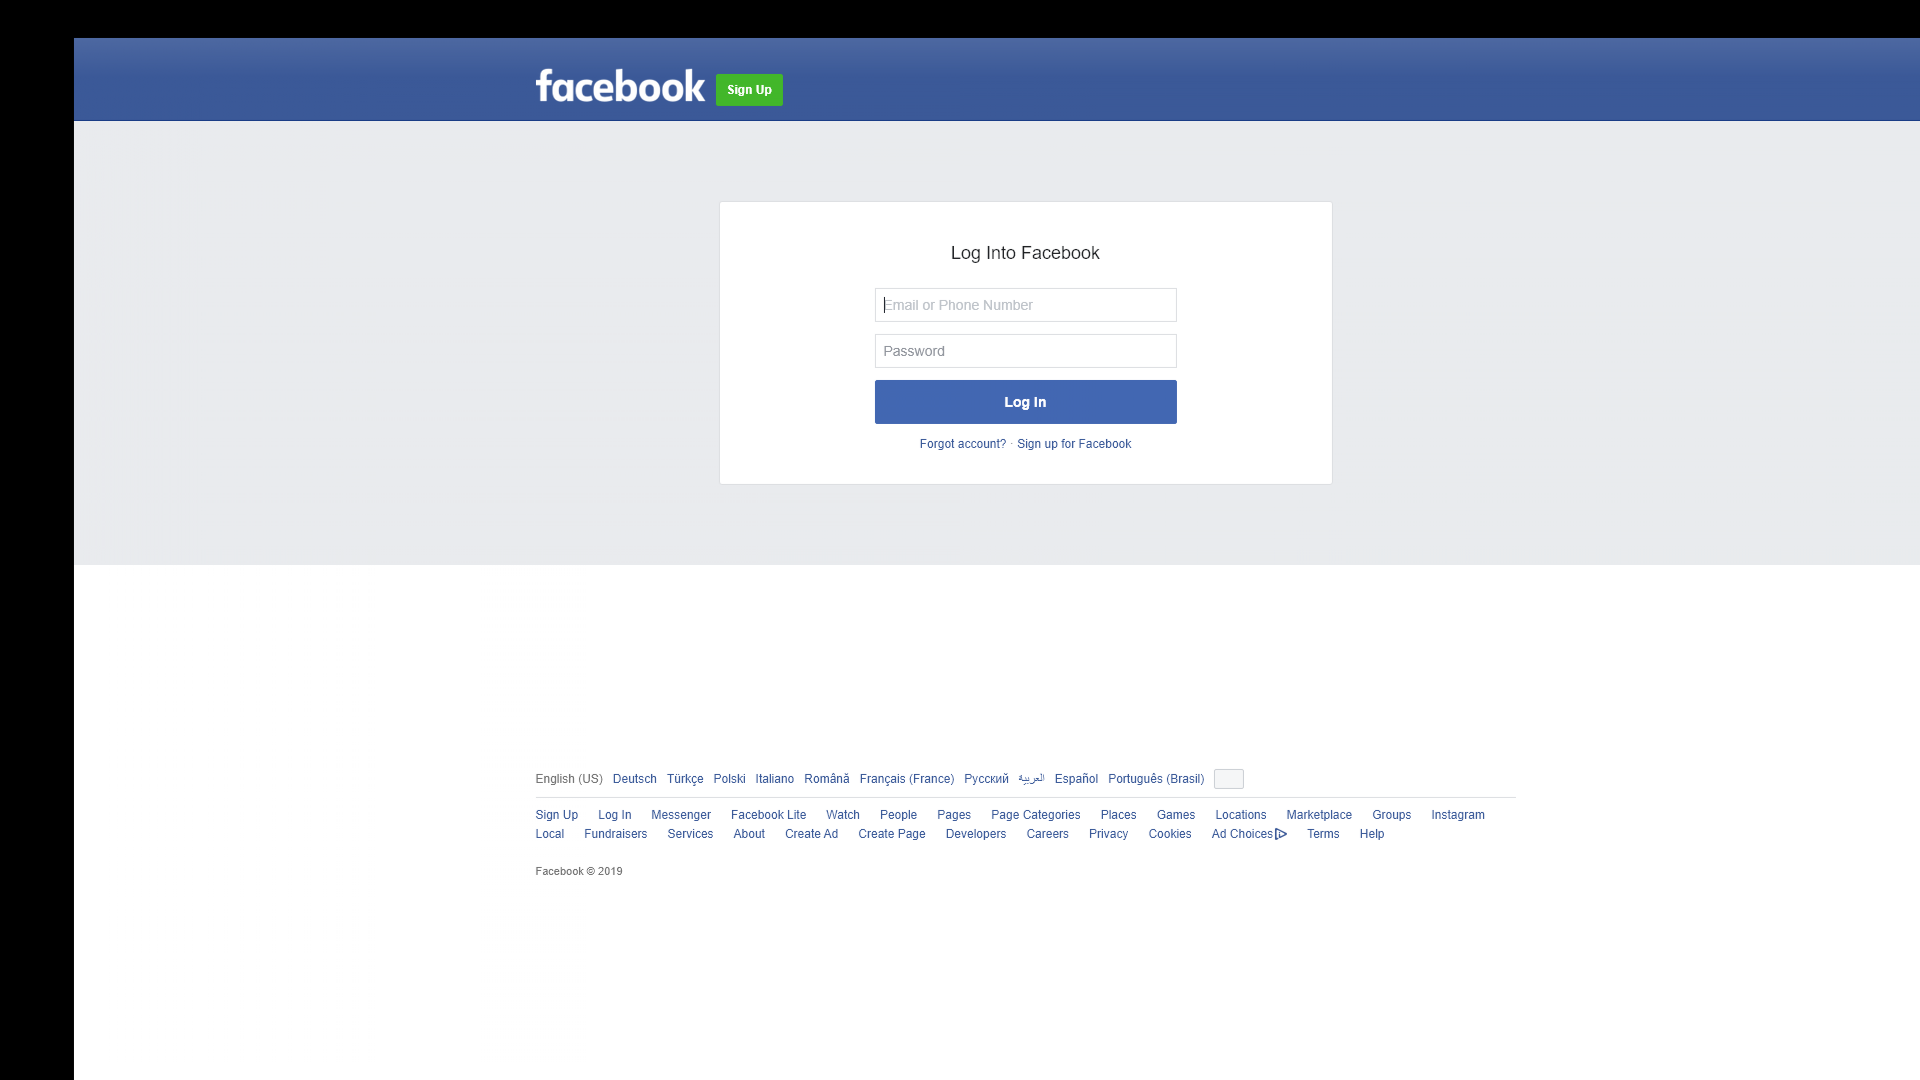 facebook Sign Up
Log Into Facebook
Email or Phone Number
Password
Log In
Forgot account? · Sign up for Facebook
English (US) Deutsch Türkçe Polski Italiano Română Français (France) Русский العربية Español Português (Brasil)
Sign Up Log In Messenger Facebook Lite Watch People Pages Page Categories Places Games Locations Marketplace Groups Instagram
Local Fundraisers Services About Create Ad Create Page Developers Careers Privacy Cookies Ad Choices Terms Help
Facebook © 2019